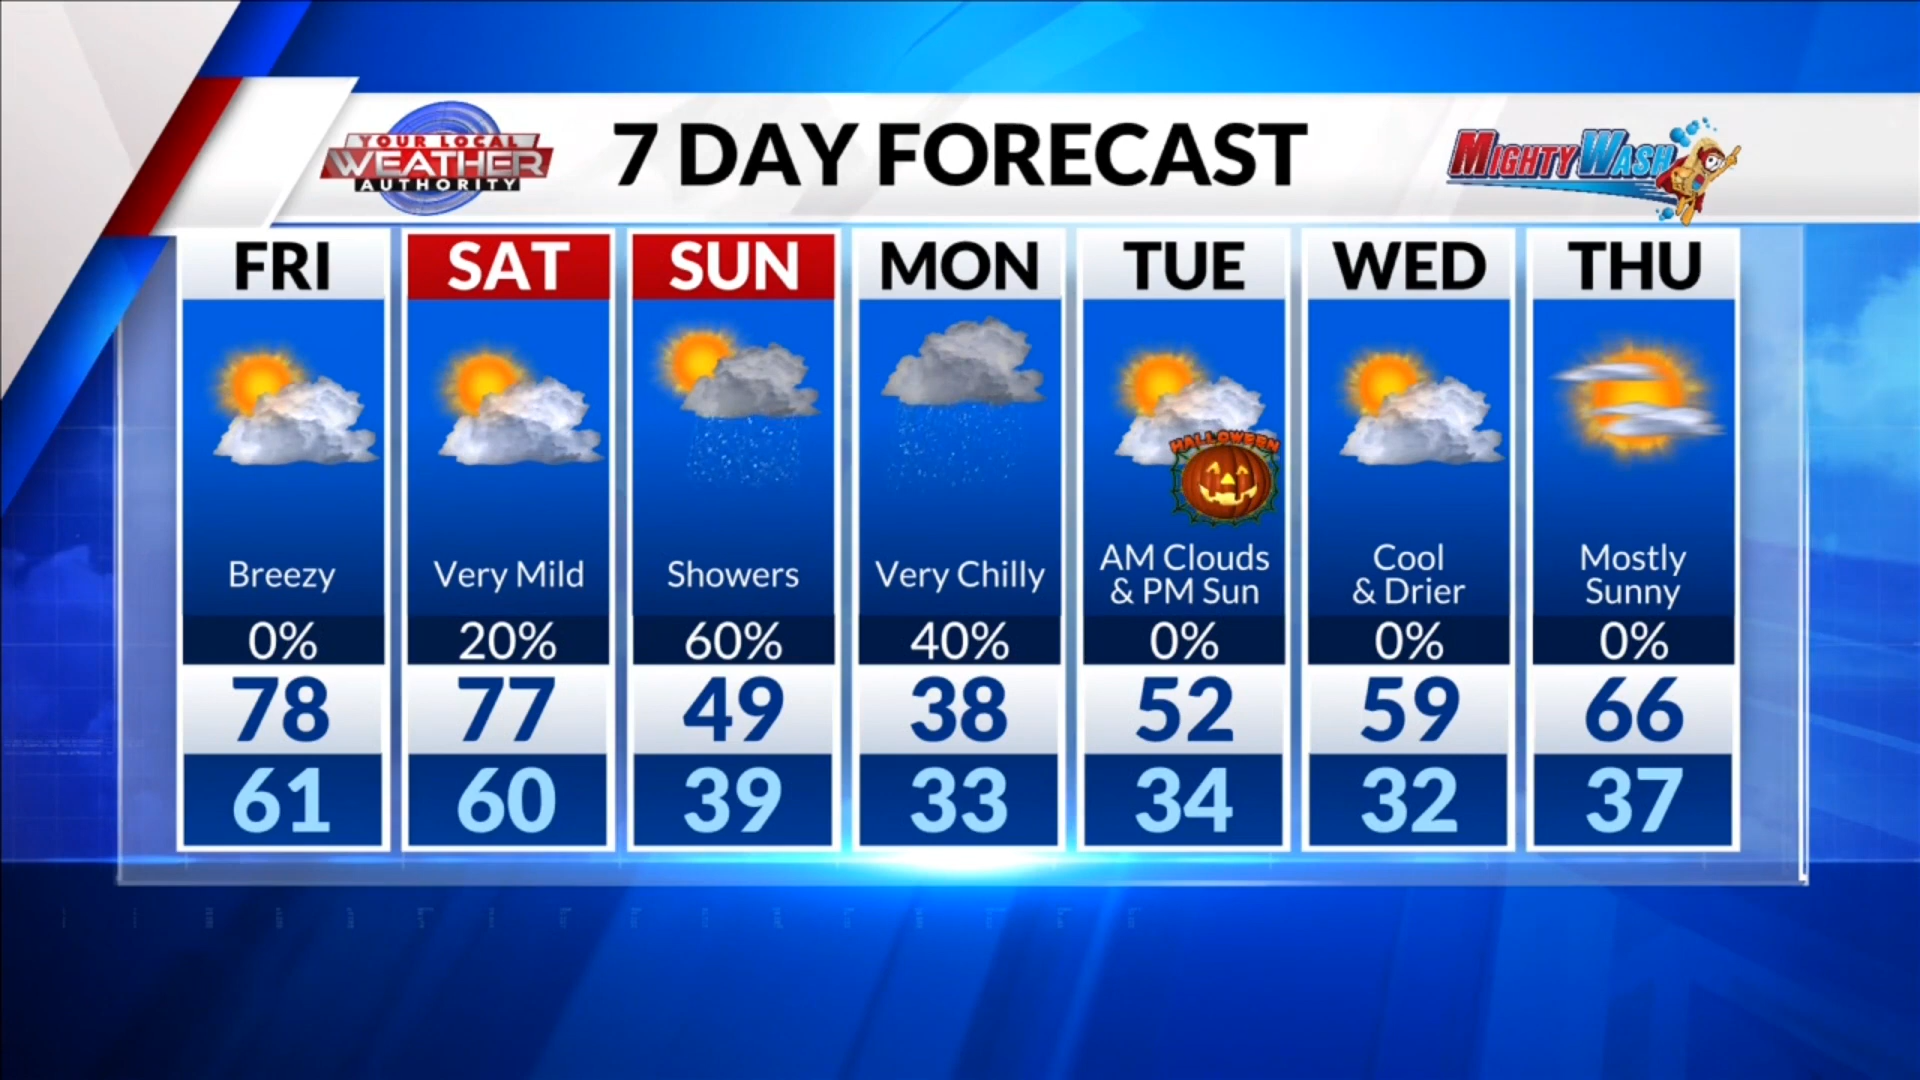 YOUR LOCAL
WEATHER
AUTHORITY
7 DAY FORECAST
MIGHTY WASH
FRI SAT SUN MON TUE WED THU
HALLOWEEN
Breezy Very Mild Showers Very Chilly AM Clouds & PM Sun Cool & Drier Mostly Sunny
0% 20% 60% 40% 0% 0% 0%
78 77 49 38 52 59 66
61 60 39 33 34 32 37